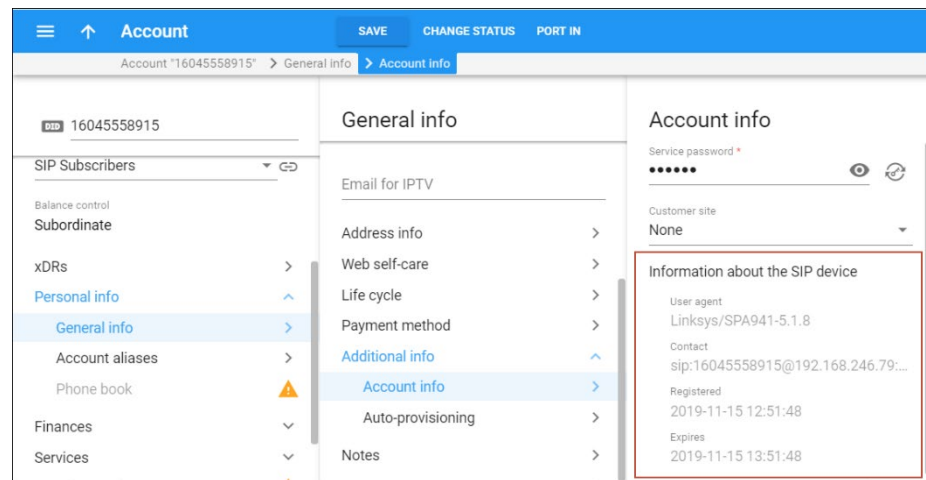 Account
SAVE
CHANGE STATUS
PORT IN
Account "16045558915" > General info > Account info
DID 16045558915
SIP Subscribers
Balance control
Subordinate
xDRs
Personal info
General info
Account aliases
Phone book
Finances
Services
General info
Email for IPTV
Address info
Web self-care
Life cycle
Payment method
Additional info
Account info
Auto-provisioning
Notes
Account info
Service password *
••••••
Customer site
None
Information about the SIP device
User agent
Linksys/SPA941-5.1.8
Contact
sip:16045558915@192.168.246.79:...
Registered
2019-11-15 12:51:48
Expires
2019-11-15 13:51:48